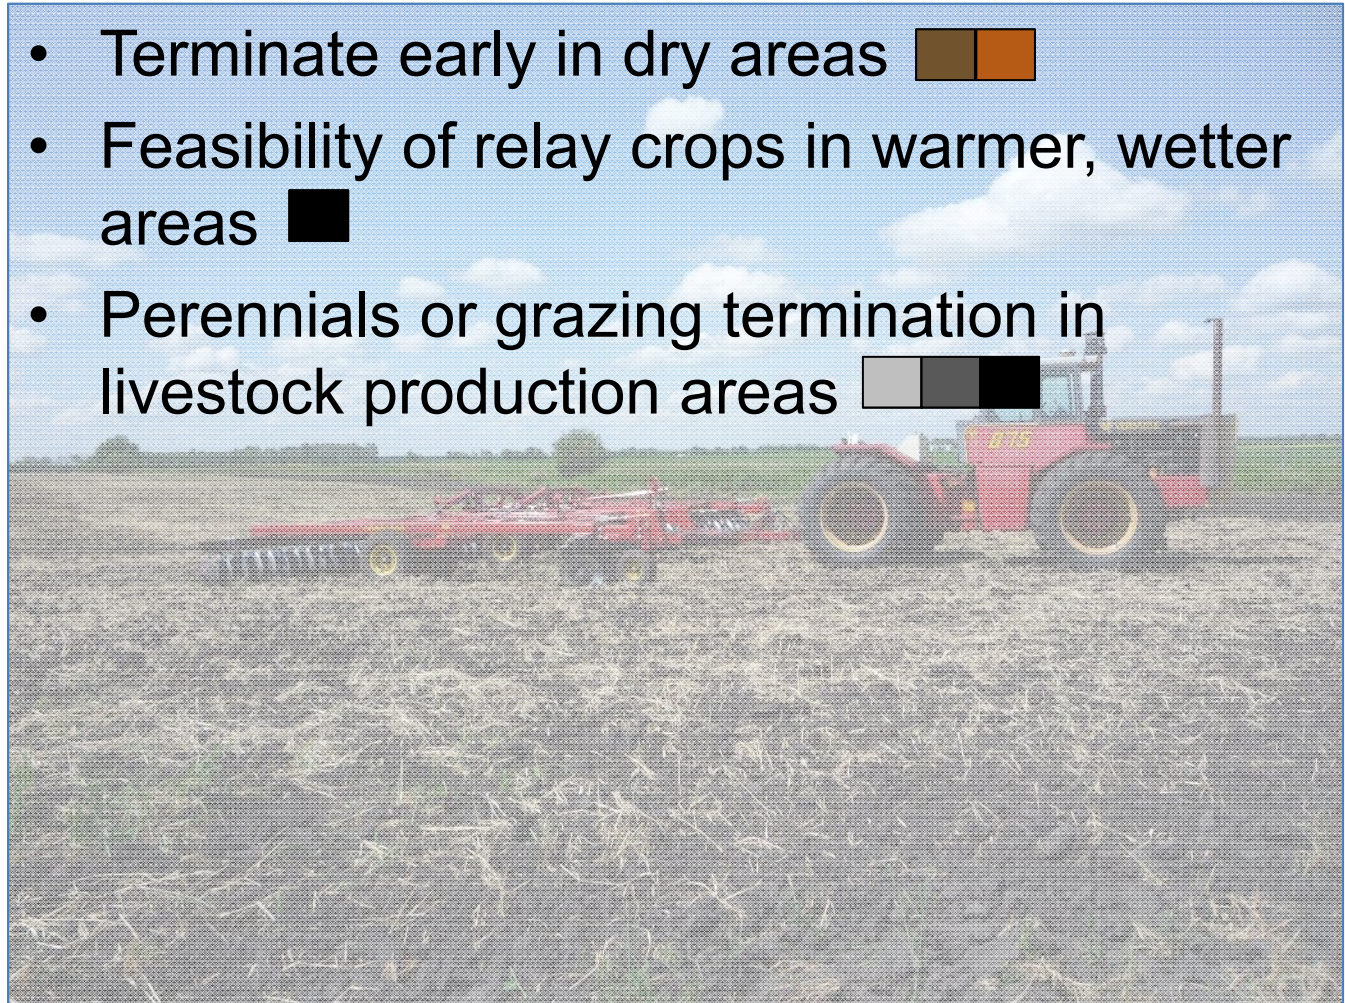 • Terminate early in dry areas
• Feasibility of relay crops in warmer, wetter
areas
• Perennials or grazing termination in
livestock production areas
875